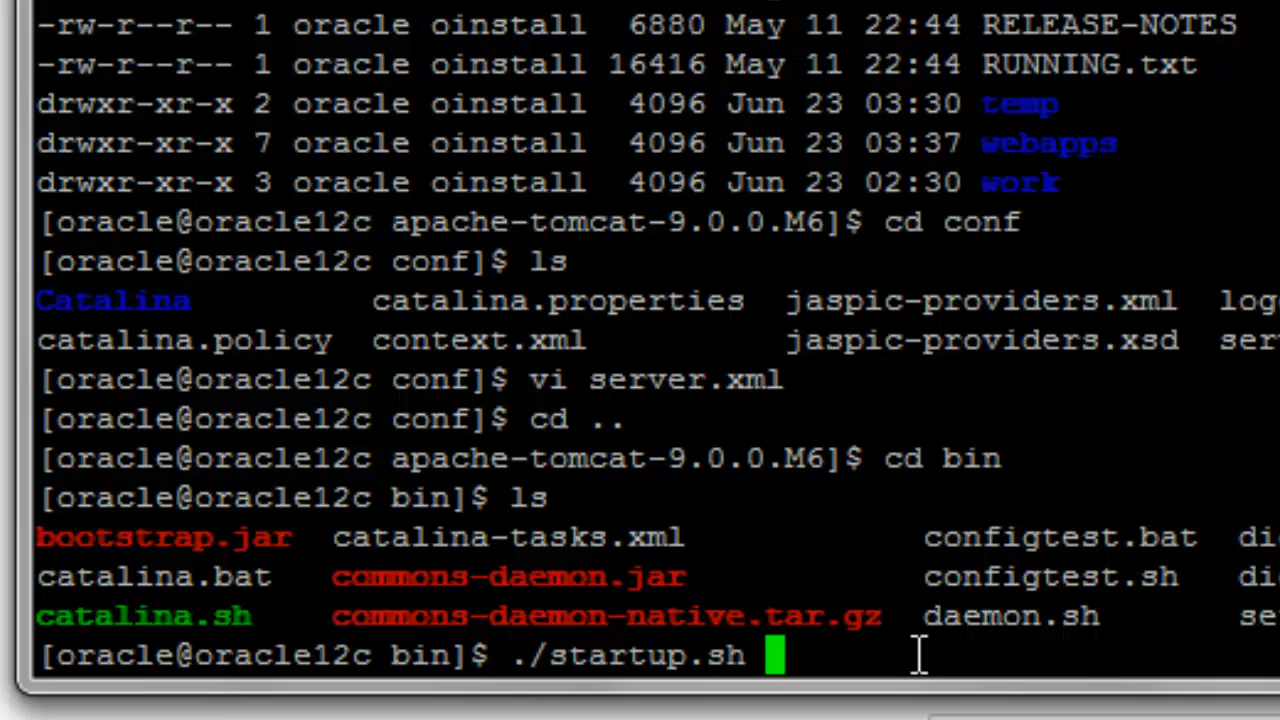 -rw-r--r-- 1 oracle oinstall  6880 May 11 22:44 RELEASE-NOTES
-rw-r--r-- 1 oracle oinstall 16416 May 11 22:44 RUNNING.txt
drwxr-xr-x 2 oracle oinstall  4096 Jun 23 03:30 temp
drwxr-xr-x 7 oracle oinstall  4096 Jun 23 03:37 webapps
drwxr-xr-x 3 oracle oinstall  4096 Jun 23 02:30 work
[oracle@oracle12c apache-tomcat-9.0.0.M6]$ cd conf
[oracle@oracle12c conf]$ ls
Catalina catalina.properties jaspic-providers.xml log
catalina.policy context.xml jaspic-providers.xsd ser
[oracle@oracle12c conf]$ vi server.xml
[oracle@oracle12c conf]$ cd ..
[oracle@oracle12c apache-tomcat-9.0.0.M6]$ cd bin
[oracle@oracle12c bin]$ ls
bootstrap.jar catalina-tasks.xml configtest.bat di
catalina.bat commons-daemon.jar configtest.sh di
catalina.sh commons-daemon-native.tar.gz daemon.sh se
[oracle@oracle12c bin]$ ./startup.sh